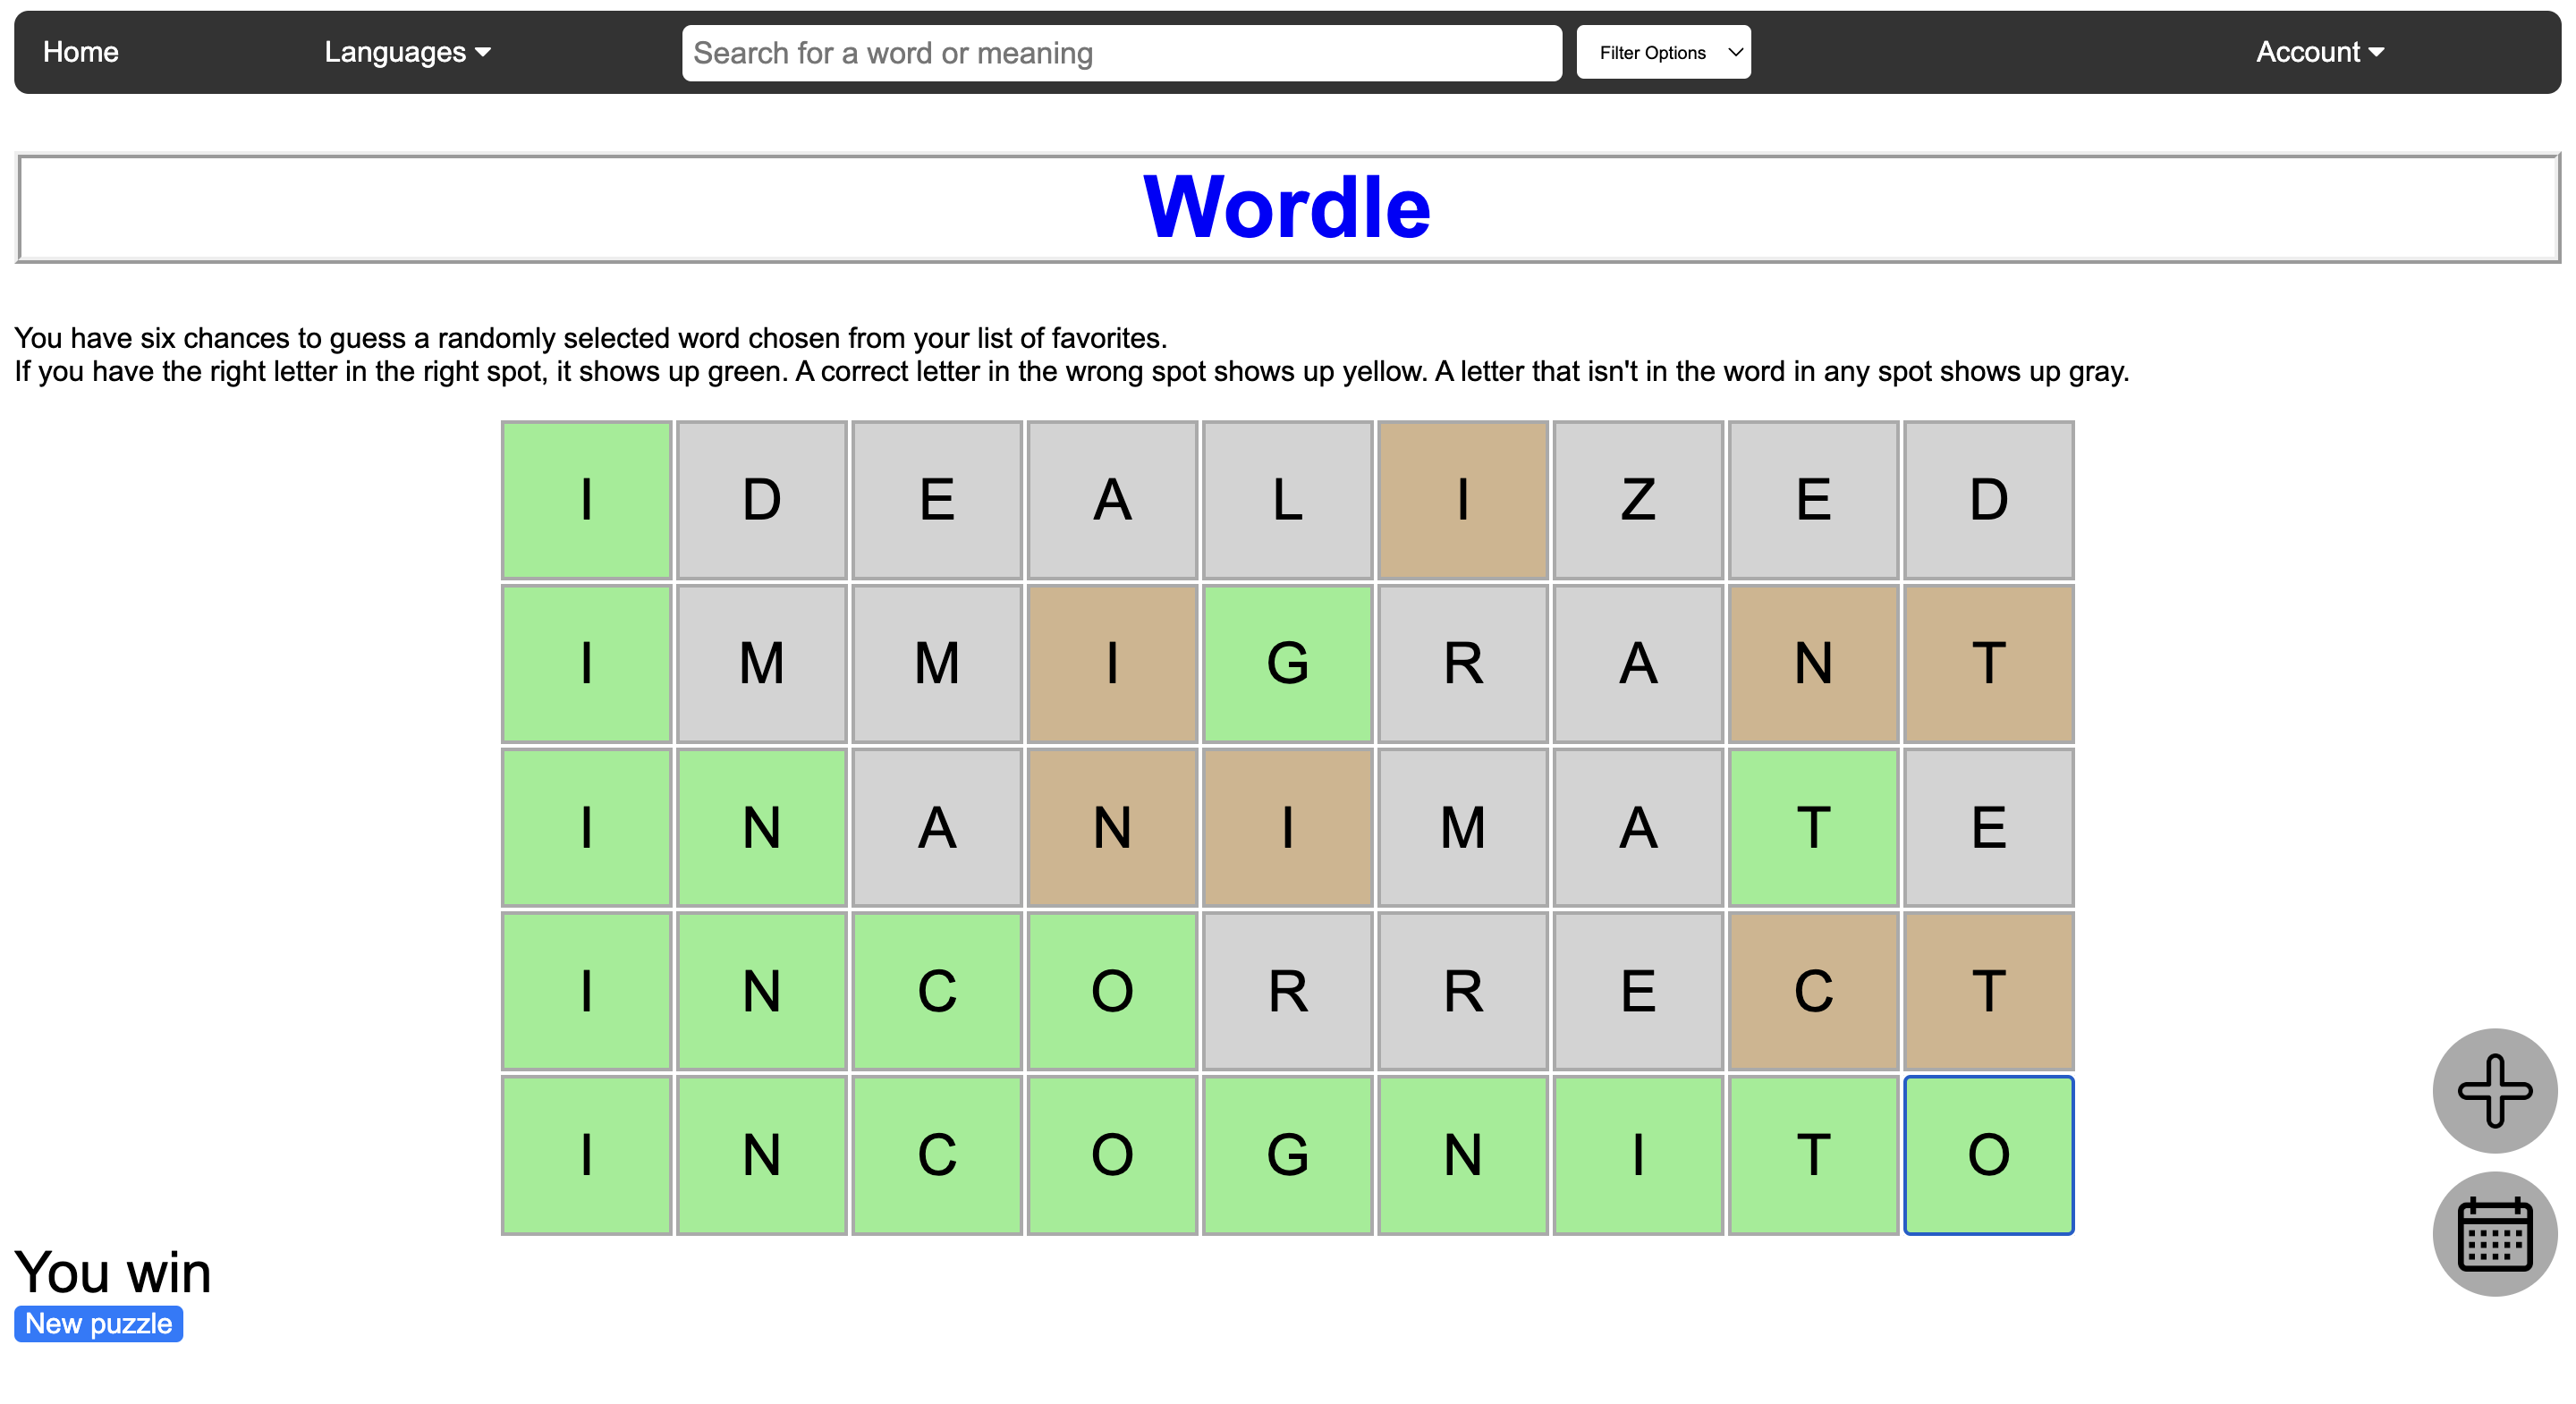 Home Languages Search for a word or meaning Filter Options Account
Wordle
You have six chances to guess a randomly selected word chosen from your list of favorites.
If you have the right letter in the right spot, it shows up green. A correct letter in the wrong spot shows up yellow. A letter that isn't in the word in any spot shows up gray.
I D E A L I Z E D
I M M I G R A N T
I N A N I M A T E
I N C O R R E C T
I N C O G N I T O
You win
New puzzle